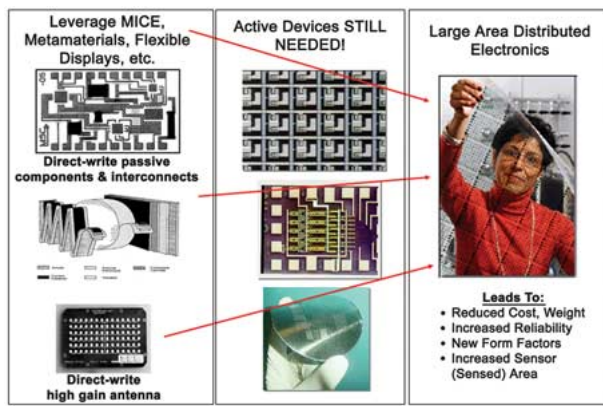 Leverage MICE,
Metamaterials, Flexible
Displays, etc.
Direct-write passive
components & interconnects
Direct-write
high gain antenna
Active Devices STILL
NEEDED!
Large Area Distributed
Electronics
Leads To:
• Reduced Cost, Weight
• Increased Reliability
• New Form Factors
• Increased Sensor
(Sensed) Area